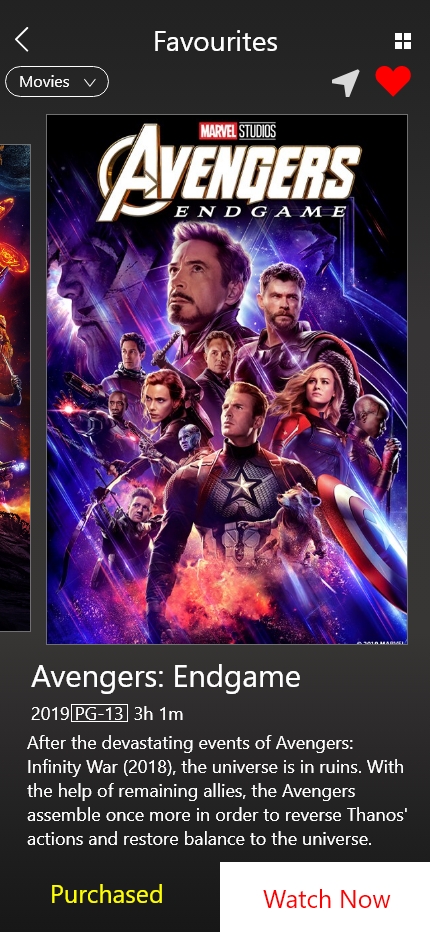 Favourites
Movies
MARVEL STUDIOS
AVENGERS
ENDGAME
© 2019 MARVEL
Avengers: Endgame
2019 PG-13 3h 1m
After the devastating events of Avengers:
Infinity War (2018), the universe is in ruins. With
the help of remaining allies, the Avengers
assemble once more in order to reverse Thanos'
actions and restore balance to the universe.
Purchased
Watch Now